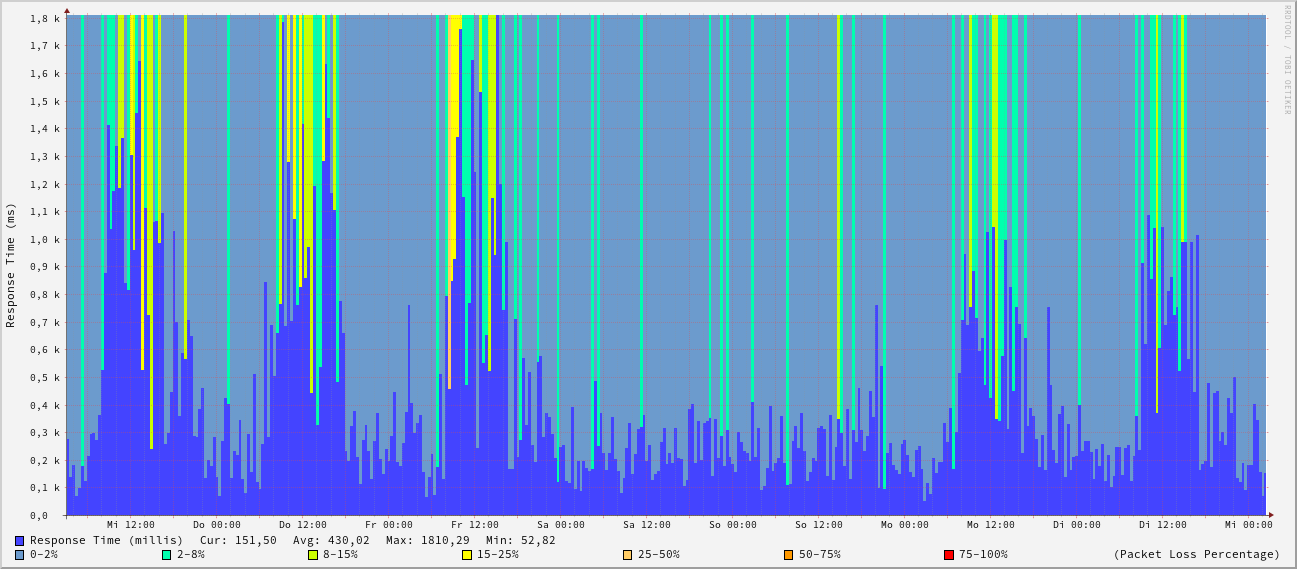 RRDTOOL / TOBI OETIKER
Response Time (ms)
1,8 k
1,7 k
1,6 k
1,5 k
1,4 k
1,3 k
1,2 k
1,1 k
1,0 k
0,9 k
0,8 k
0,7 k
0,6 k
0,5 k
0,4 k
0,3 k
0,2 k
0,1 k
0,0
Mi 12:00 Do 00:00 Do 12:00 Fr 00:00 Fr 12:00 Sa 00:00 Sa 12:00 So 00:00 So 12:00 Mo 00:00 Mo 12:00 Di 00:00 Di 12:00 Mi 00:00
Response Time (millis) Cur: 151,50 Avg: 430,02 Max: 1810,29 Min: 52,82
0-2% 2-8% 8-15% 15-25% 25-50% 50-75% 75-100% (Packet Loss Percentage)